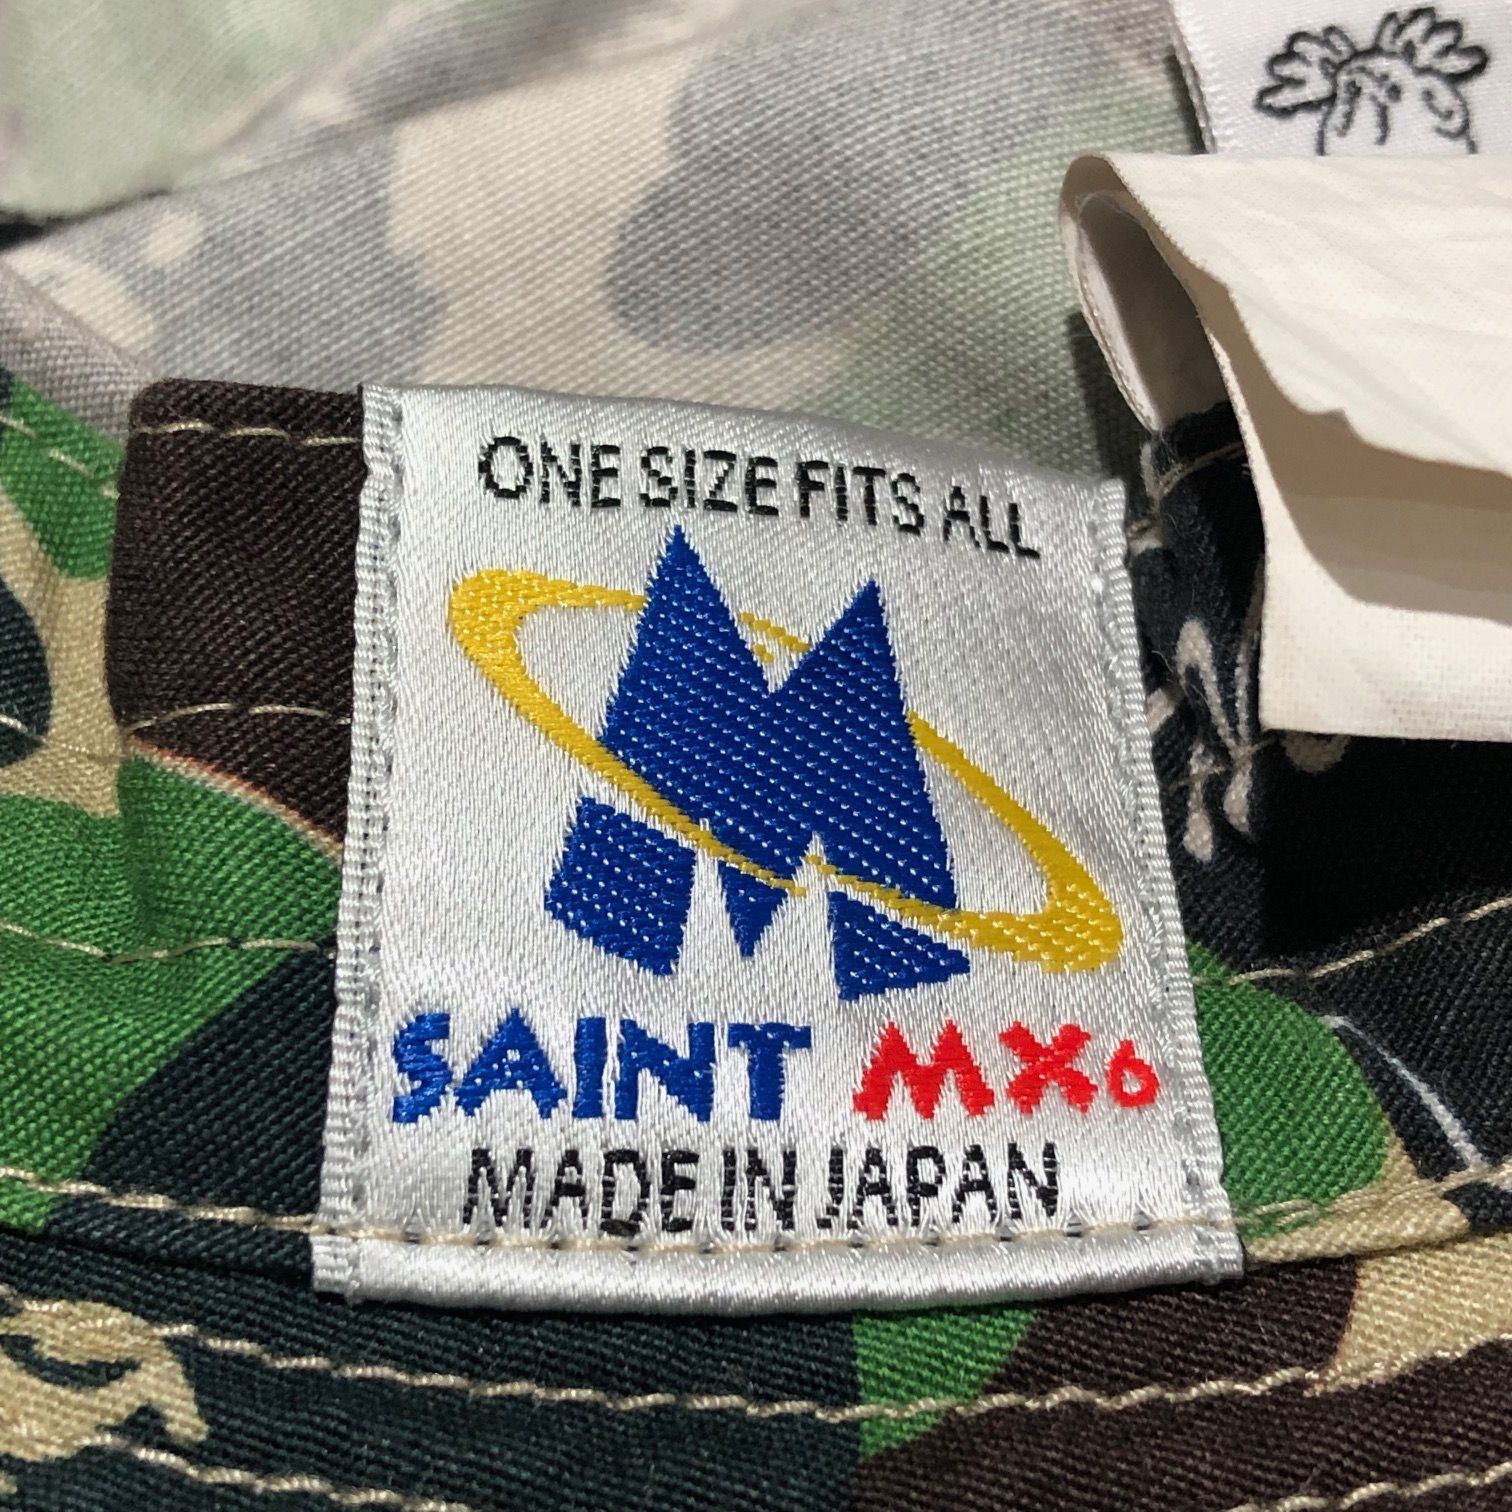 ONE SIZE FITS ALL
M
SAINT MX6
MADE IN JAPAN